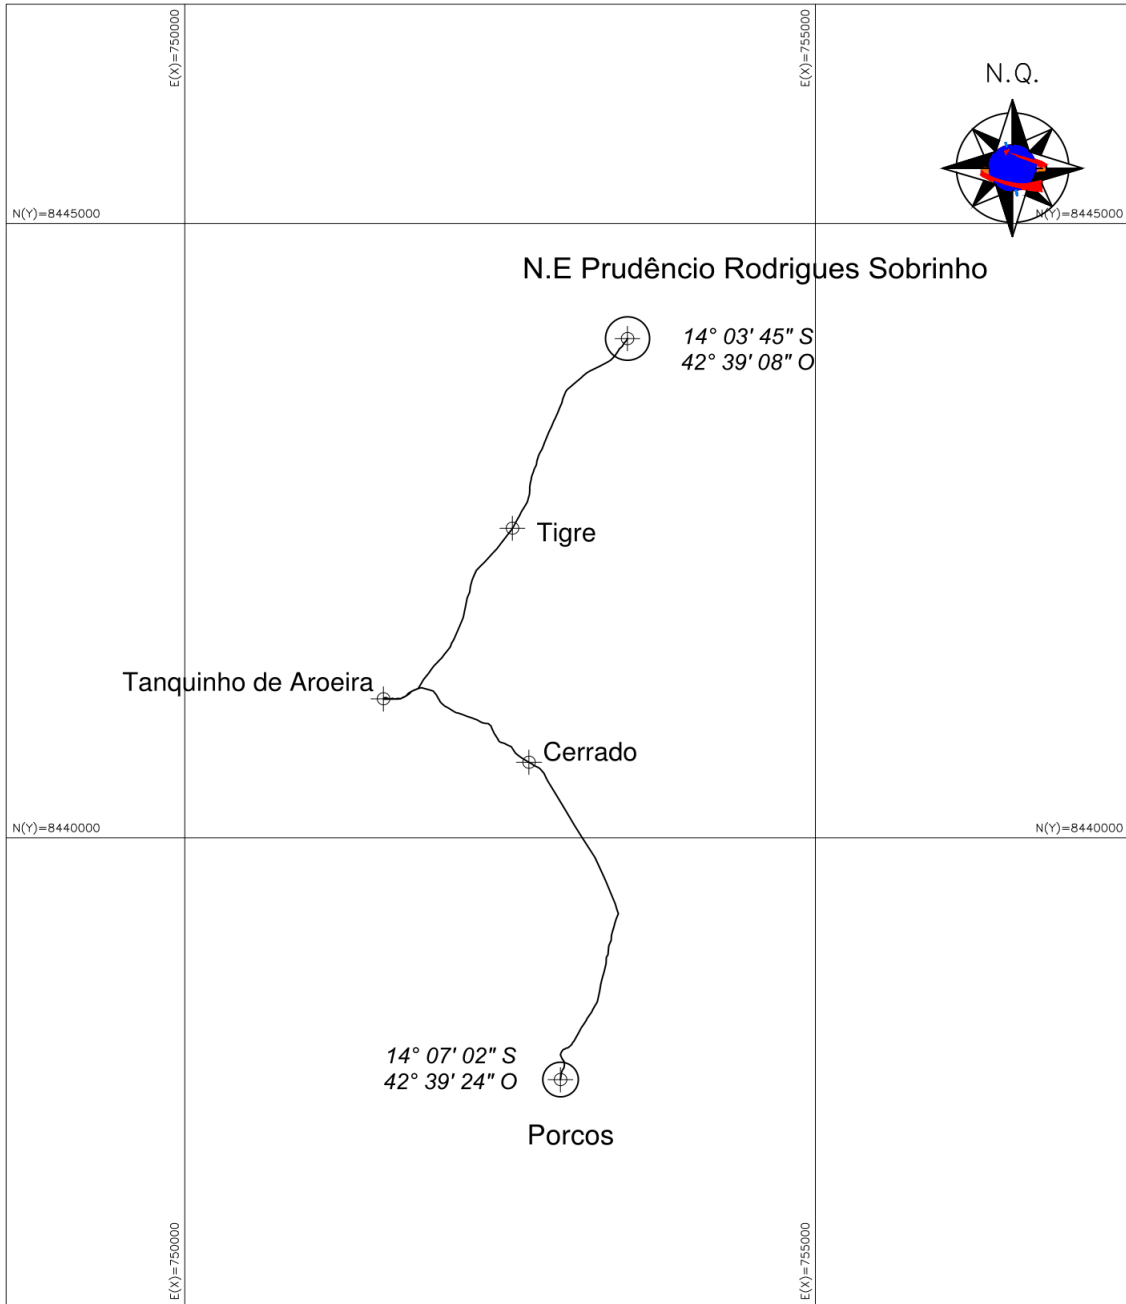 E(X)=750000
E(X)=755000
N.Q.
N(Y)=8445000
N(Y)=8445000
N.E Prudêncio Rodrigues Sobrinho
14° 03' 45" S
42° 39' 08" O
Tigre
Tanquinho de Aroeira
Cerrado
N(Y)=8440000
N(Y)=8440000
14° 07' 02" S
42° 39' 24" O
Porcos
E(X)=750000
E(X)=755000